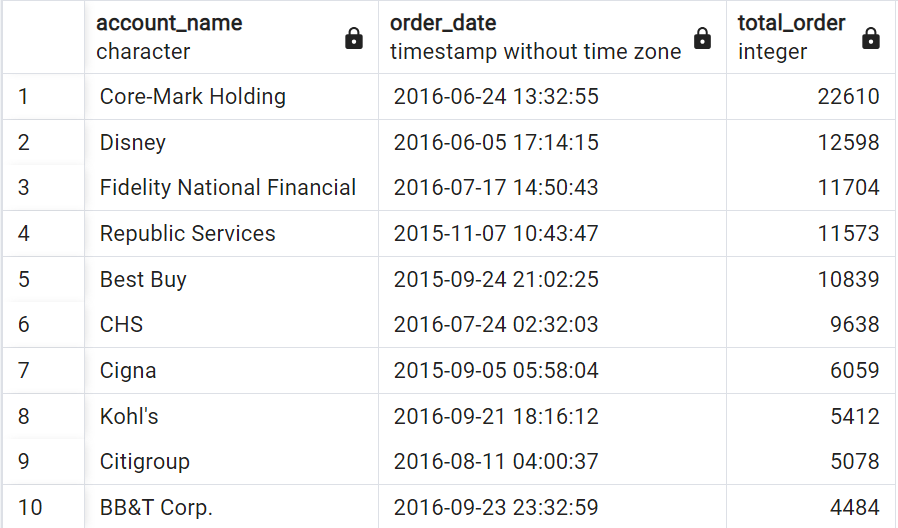 account_name order_date total_order
character timestamp without time zone integer
1 Core-Mark Holding 2016-06-24 13:32:55 22610
2 Disney 2016-06-05 17:14:15 12598
3 Fidelity National Financial 2016-07-17 14:50:43 11704
4 Republic Services 2015-11-07 10:43:47 11573
5 Best Buy 2015-09-24 21:02:25 10839
6 CHS 2016-07-24 02:32:03 9638
7 Cigna 2015-09-05 05:58:04 6059
8 Kohl's 2016-09-21 18:16:12 5412
9 Citigroup 2016-08-11 04:00:37 5078
10 BB&T Corp. 2016-09-23 23:32:59 4484